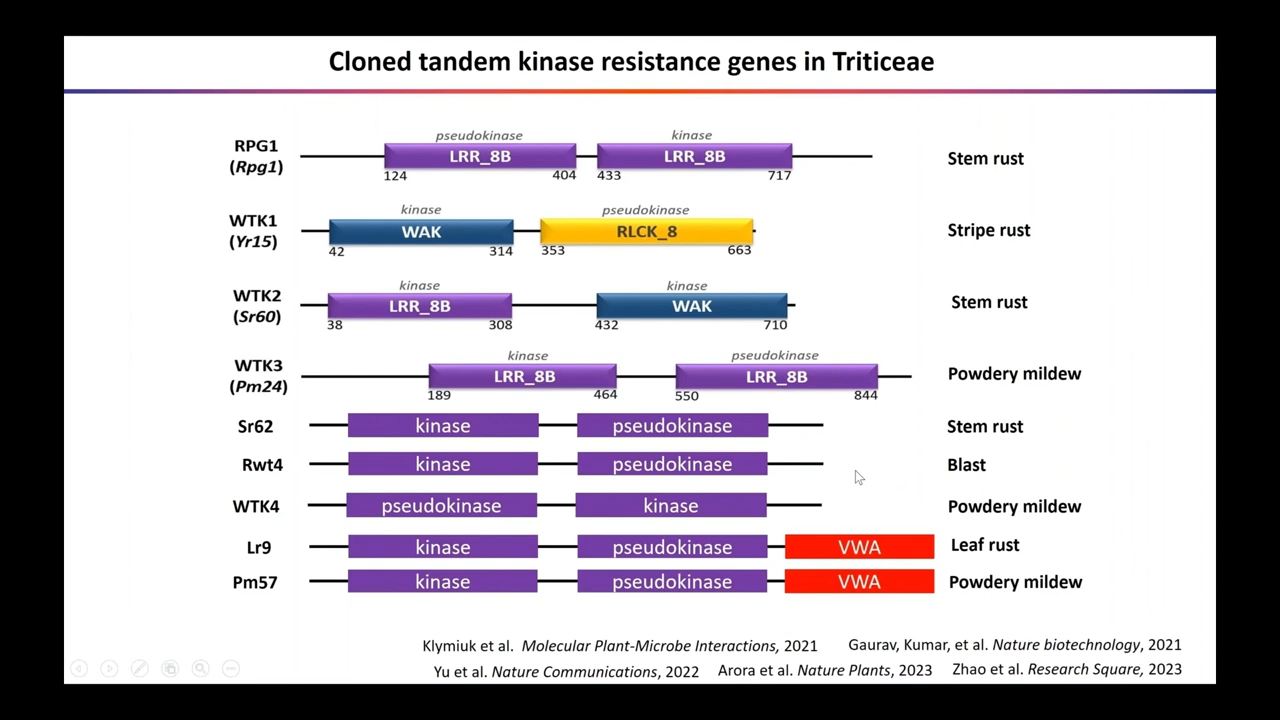 Cloned tandem kinase resistance genes in Triticeae
pseudokinase kinase
RPG1 (Rpg1) LRR_8B LRR_8B Stem rust
124 404 433 717
kinase pseudokinase
WTK1 (Yr15) WAK RLCK_8 Stripe rust
42 314 353 663
kinase kinase
WTK2 (Sr60) LRR_8B WAK Stem rust
38 308 432 710
kinase pseudokinase
WTK3 (Pm24) LRR_8B LRR_8B Powdery mildew
189 464 550 844
Sr62 kinase pseudokinase Stem rust
Rwt4 kinase pseudokinase Blast
WTK4 pseudokinase kinase Powdery mildew
Lr9 kinase pseudokinase VWA Leaf rust
Pm57 kinase pseudokinase VWA Powdery mildew
Klymiuk et al. Molecular Plant-Microbe Interactions, 2021 Gaurav, Kumar, et al. Nature biotechnology, 2021
Yu et al. Nature Communications, 2022 Arora et al. Nature Plants, 2023 Zhao et al. Research Square, 2023